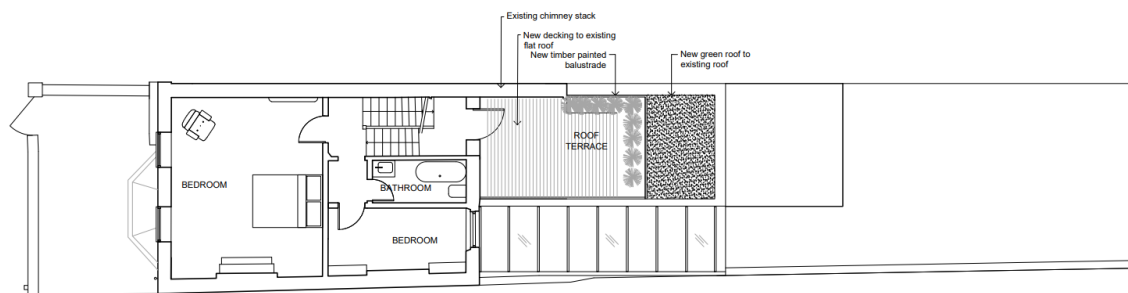 Existing chimney stack
New decking to existing
flat roof
New timber painted
balustrade
New green roof to
existing roof
ROOF
TERRACE
BEDROOM
BATHROOM
BEDROOM